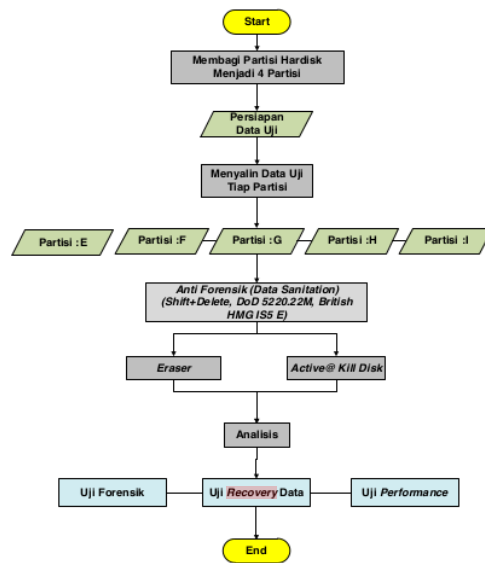 Start
Membagi Partisi Hardisk
Menjadi 4 Partisi
Persiapan
Data Uji
Menyalin Data Uji
Tiap Partisi
Partisi :E
Partisi :F
Partisi :G
Partisi :H
Partisi :I
Anti Forensik (Data Sanitation)
(Shift+Delete, DoD 5220.22M, British
HMG IS5 E)
Eraser
Active@ Kill Disk
Analisis
Uji Forensik
Uji Recovery Data
Uji Performance
End